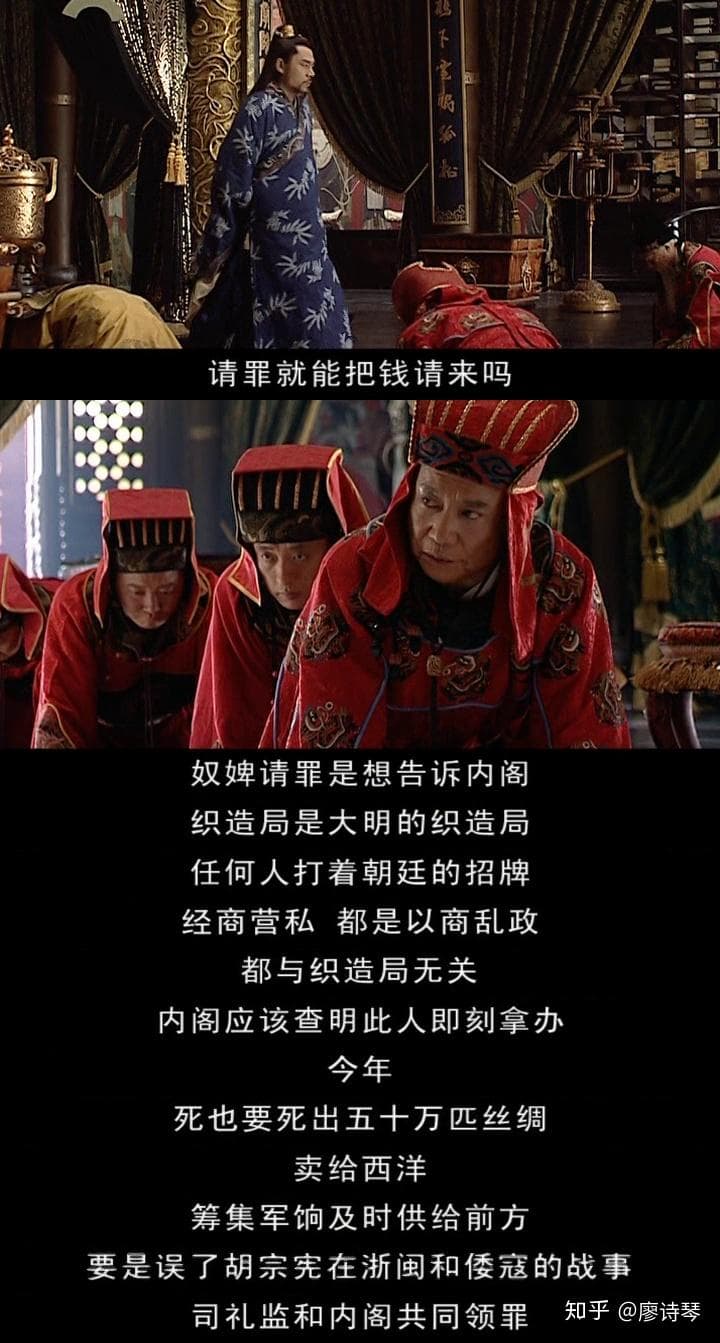 请罪就能把钱请来吗
奴婢请罪是想告诉内阁
织造局是大明的织造局
任何人打着朝廷的招牌
经商营私 都是以商乱政
都与织造局无关
内阁应该查明此人即刻拿办
今年
死也要死出五十万匹丝绸
卖给西洋
筹集军饷及时供给前方
要是误了胡宗宪在浙闽和倭寇的战事
司礼监和内阁共同领罪
知乎 @廖诗琴